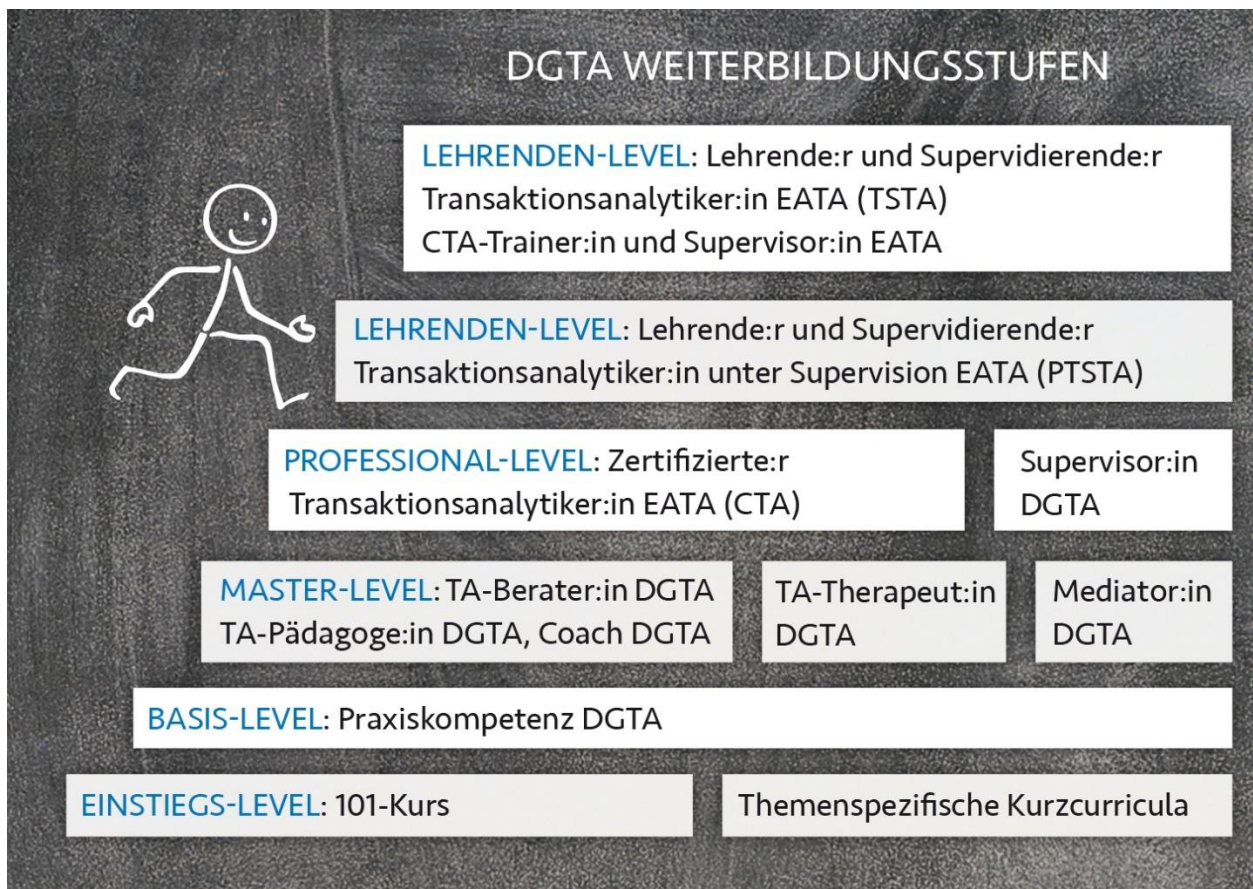 DGTA WEITERBILDUNGSSTUFEN
LEHRENDEN-LEVEL: Lehrende:r und Supervidierende:r
Transaktionsanalytiker:in EATA (TSTA)
CTA-Trainer:in und Supervisor:in EATA
LEHRENDEN-LEVEL: Lehrende:r und Supervidierende:r
Transaktionsanalytiker:in unter Supervision EATA (PTSTA)
PROFESSIONAL-LEVEL: Zertifizierte:r
Transaktionsanalytiker:in EATA (CTA)
Supervisor:in
DGTA
MASTER-LEVEL: TA-Berater:in DGTA
TA-Pädagoge:in DGTA, Coach DGTA
TA-Therapeut:in
DGTA
Mediator:in
DGTA
BASIS-LEVEL: Praxiskompetenz DGTA
EINSTIEGS-LEVEL: 101-Kurs
Themenspezifische Kurzcurricula